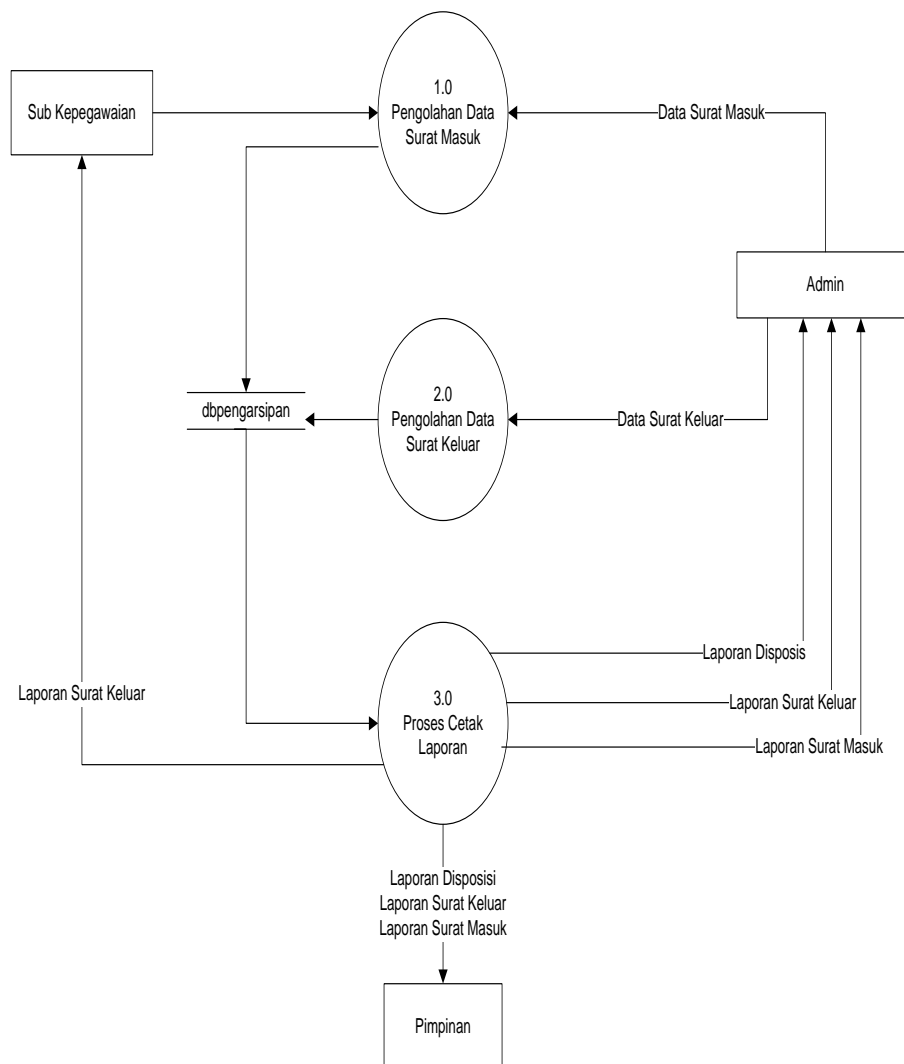 1.0
Pengolahan Data
Surat Masuk
Sub Kepegawaian
Data Surat Masuk
Admin
dbpengarsipan
2.0
Pengolahan Data
Surat Keluar
Data Surat Keluar
Laporan Disposis
Laporan Surat Keluar
Laporan Surat Keluar
3.0
Proses Cetak
Laporan
Laporan Surat Masuk
Laporan Disposisi
Laporan Surat Keluar
Laporan Surat Masuk
Pimpinan